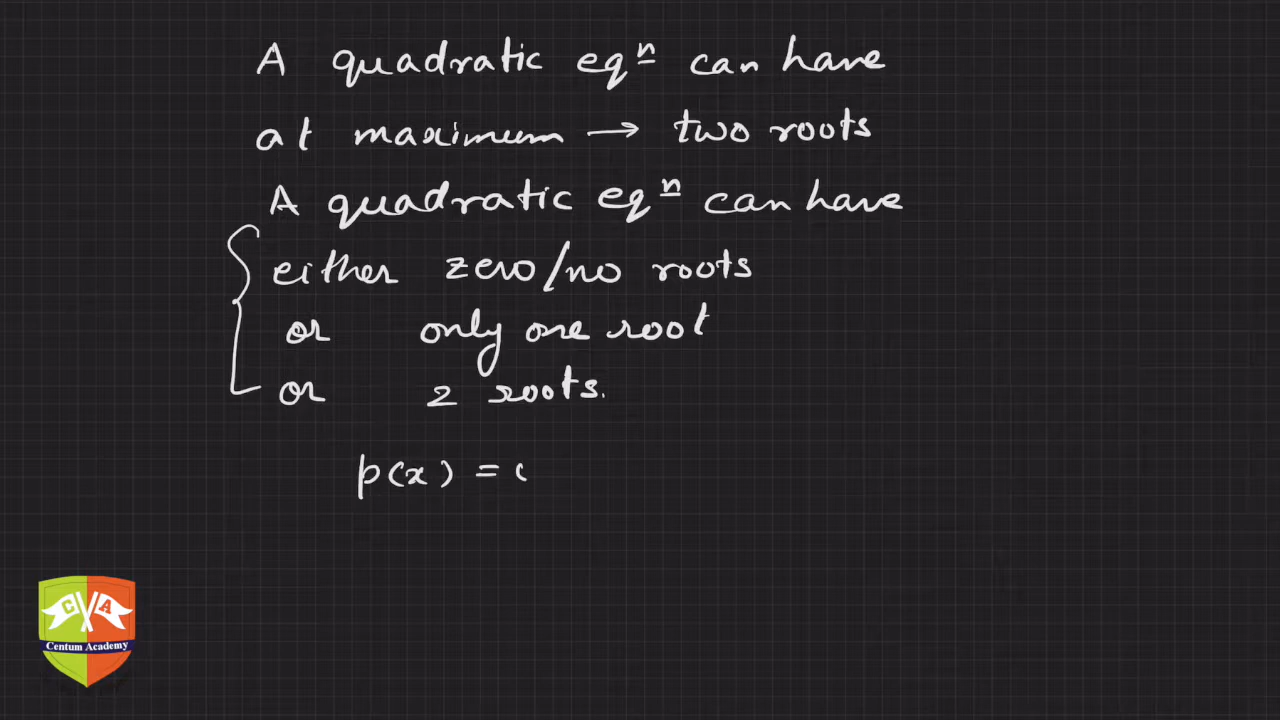 A quadratic eqⁿ can have
at maximum → two roots
A quadratic eqⁿ can have
either zero/no roots
or only one root
or 2 roots.
p(x) =
C A
Centum Academy